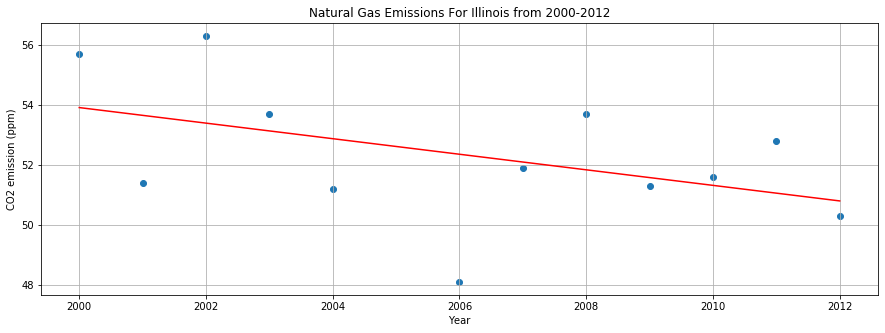 Natural Gas Emissions For Illinois from 2000-2012
CO2 emission (ppm)
56
54
52
50
48
2000 2002 2004 2006 2008 2010 2012
Year